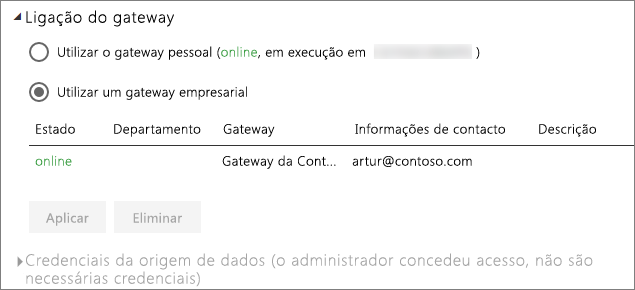 Ligação do gateway
Utilizar o gateway pessoal (online, em execução em )
Utilizar um gateway empresarial
Estado Departamento Gateway Informações de contacto Descrição
online Gateway da Cont... artur@contoso.com
Aplicar Eliminar
Credenciais da origem de dados (o administrador concedeu acesso, não são
necessárias credenciais)